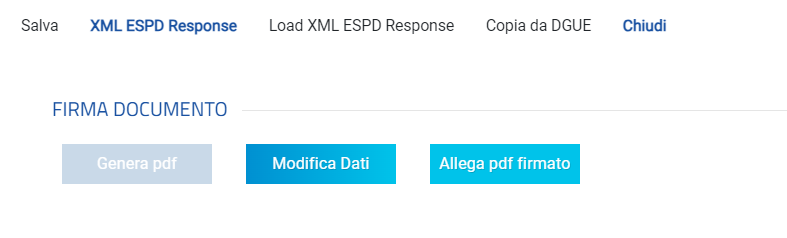 Salva XML ESPD Response Load XML ESPD Response Copia da DGUE Chiudi
FIRMA DOCUMENTO
Genera pdf Modifica Dati Allega pdf firmato